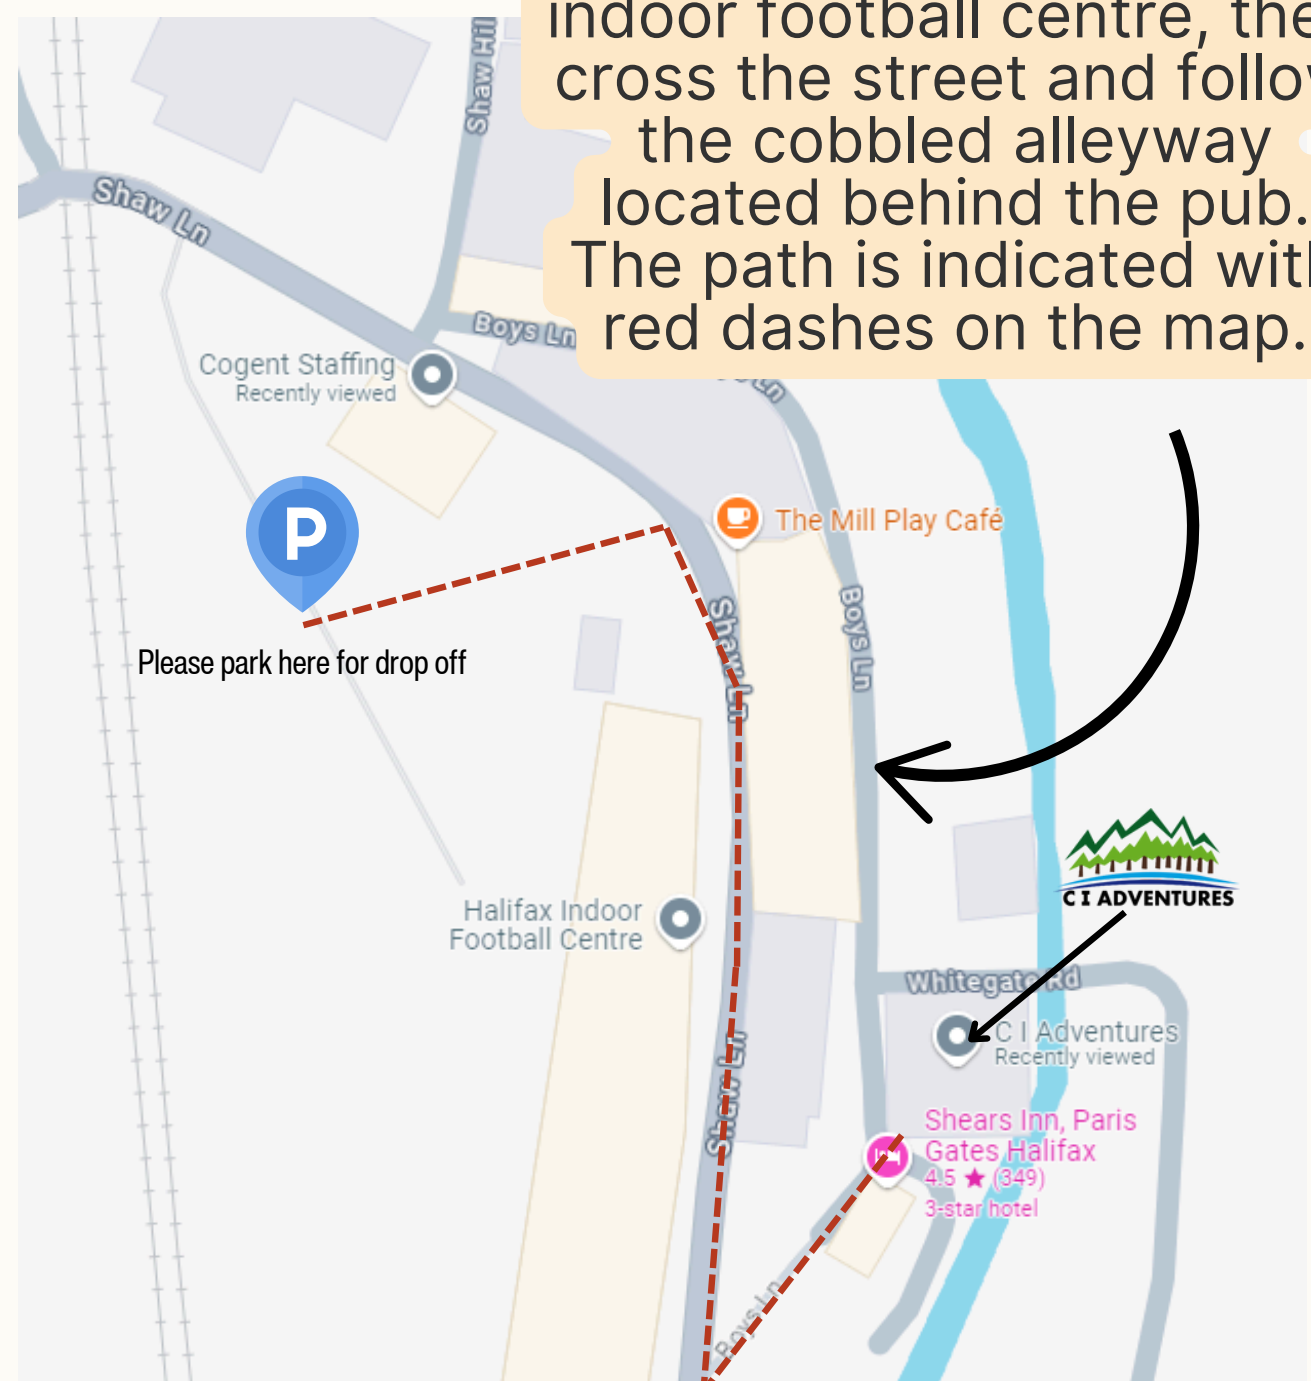 indoor football centre, the
cross the street and follow
the cobbled alleyway
located behind the pub.
The path is indicated with
red dashes on the map.
Shaw Hil
Shaw Ln
Boys Ln
Ln
Cogent Staffing
Recently viewed
P
The Mill Play Café
Shaw Ln
Boys Ln
Please park here for drop off
C I ADVENTURES
Halifax Indoor
Football Centre
Whitegate Rd
C I Adventures
Recently viewed
Shaw Ln
Shears Inn, Paris
Gates Halifax
4.5 ★ (349)
3-star hotel
Boys Ln